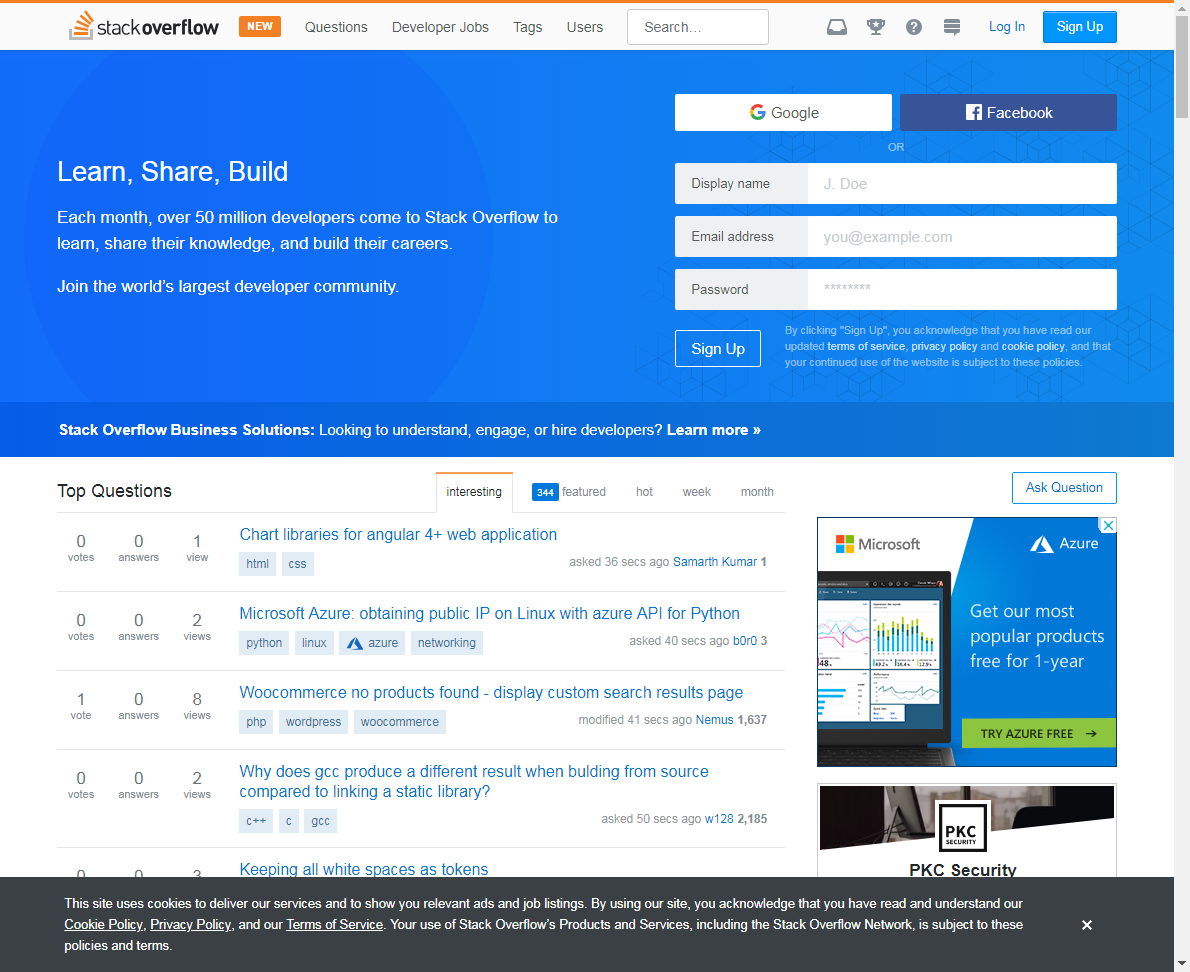 stackoverflow NEW Questions Developer Jobs Tags Users Search... Log In Sign Up
Google Facebook
OR
Display name J. Doe
Email address you@example.com
Password ********
Sign Up
By clicking "Sign Up", you acknowledge that you have read our
updated terms of service, privacy policy and cookie policy, and that
your continued use of the website is subject to these policies.
Learn, Share, Build
Each month, over 50 million developers come to Stack Overflow to
learn, share their knowledge, and build their careers.
Join the world's largest developer community.
Stack Overflow Business Solutions: Looking to understand, engage, or hire developers? Learn more »
Top Questions interesting 344 featured hot week month
0 votes 0 answers 1 view
Chart libraries for angular 4+ web application
html css
asked 36 secs ago Samarth Kumar 1
0 votes 0 answers 2 views
Microsoft Azure: obtaining public IP on Linux with azure API for Python
python linux azure networking
asked 40 secs ago b0r0 3
1 vote 0 answers 8 views
Woocommerce no products found - display custom search results page
php wordpress woocommerce
modified 41 secs ago Nemus 1,637
0 votes 0 answers 2 views
Why does gcc produce a different result when bulding from source
compared to linking a static library?
c++ c gcc
asked 50 secs ago w128 2,185
Keeping all white spaces as tokens
Ask Question
Microsoft Azure
Get our most
popular products
free for 1-year
TRY AZURE FREE →
PKC
SECURITY
PKC Security
This site uses cookies to deliver our services and to show you relevant ads and job listings. By using our site, you acknowledge that you have read and understand our
Cookie Policy, Privacy Policy, and our Terms of Service. Your use of Stack Overflow's Products and Services, including the Stack Overflow Network, is subject to these
policies and terms.